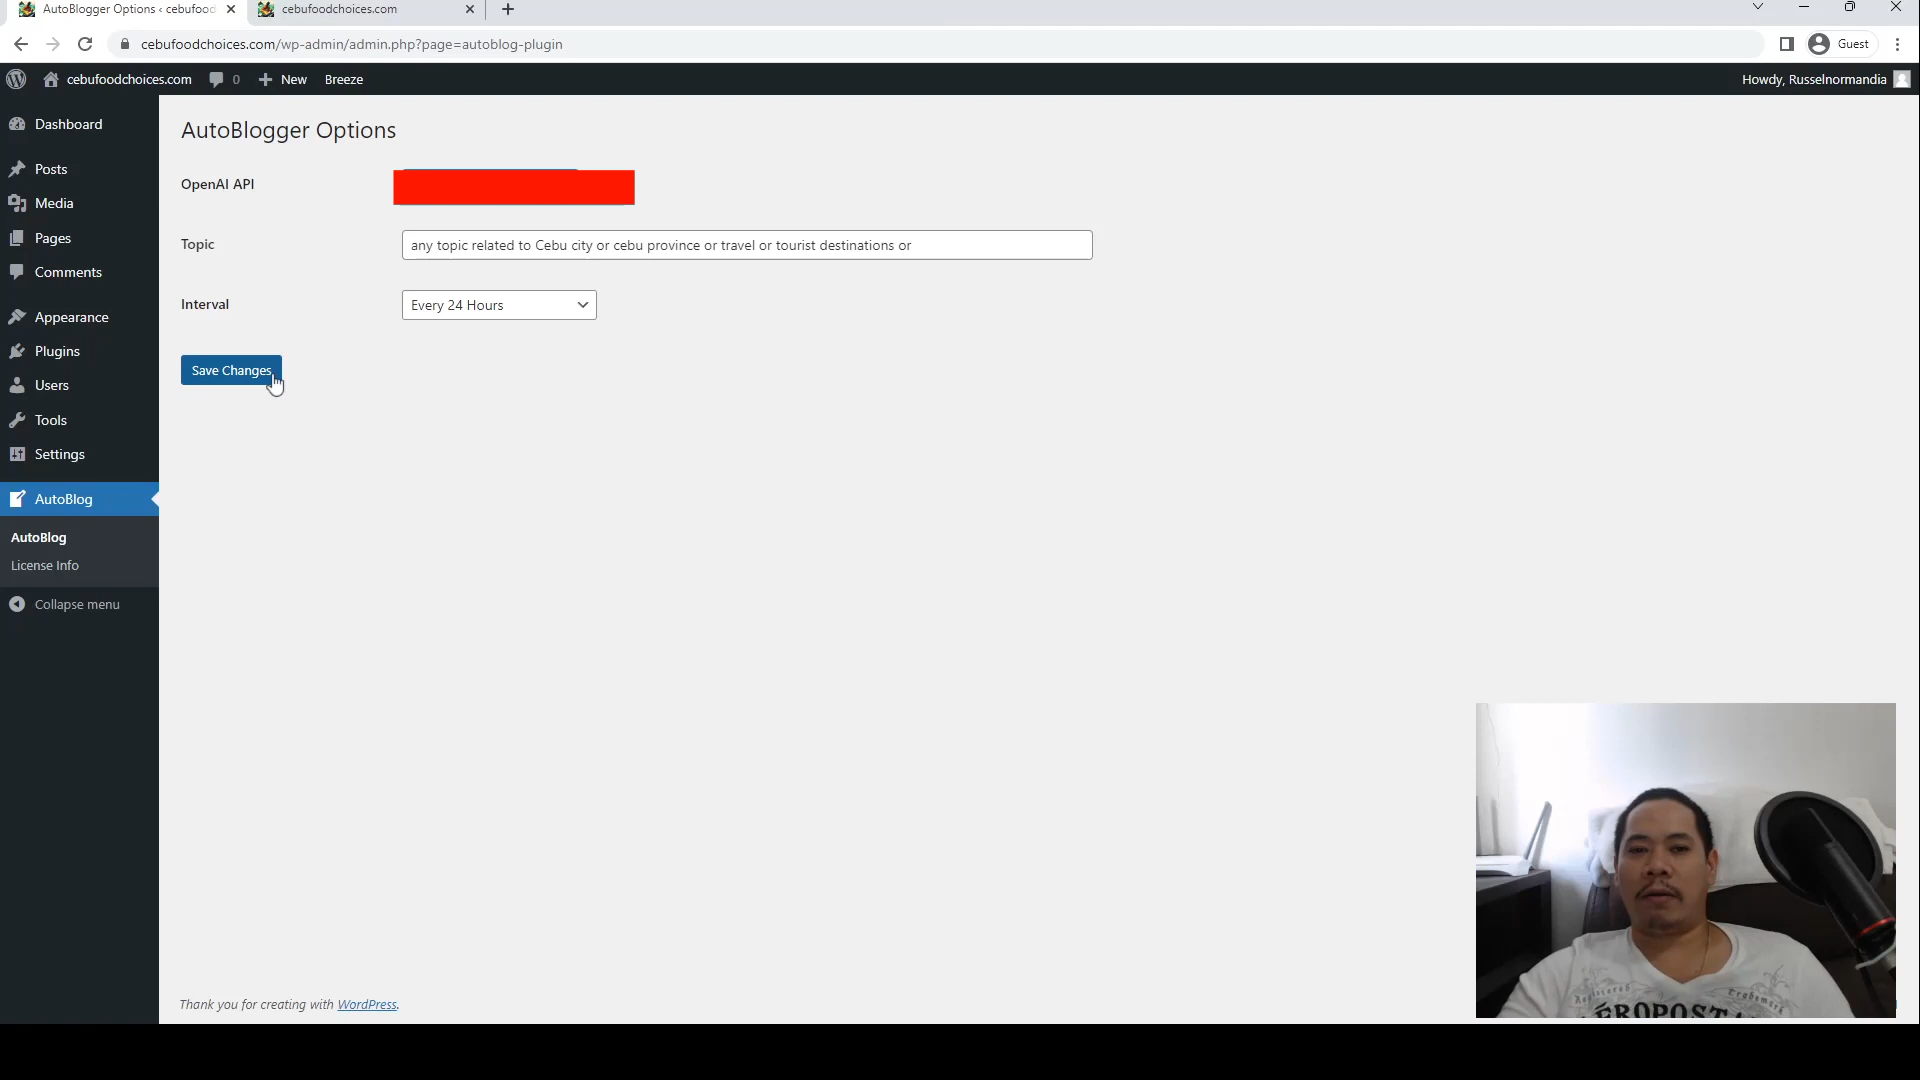 AutoBlogger Options ‹ cebufood
cebufoodchoices.com
cebufoodchoices.com/wp-admin/admin.php?page=autoblog-plugin
Guest
cebufoodchoices.com
0
New
Breeze
Howdy, Russelnormandia
Dashboard
Posts
Media
Pages
Comments
Appearance
Plugins
Users
Tools
Settings
AutoBlog
AutoBlog
License Info
Collapse menu
AutoBlogger Options
OpenAI API
Topic
any topic related to Cebu city or cebu province or travel or tourist destinations or
Interval
Every 24 Hours
Save Changes
Thank you for creating with WordPress.